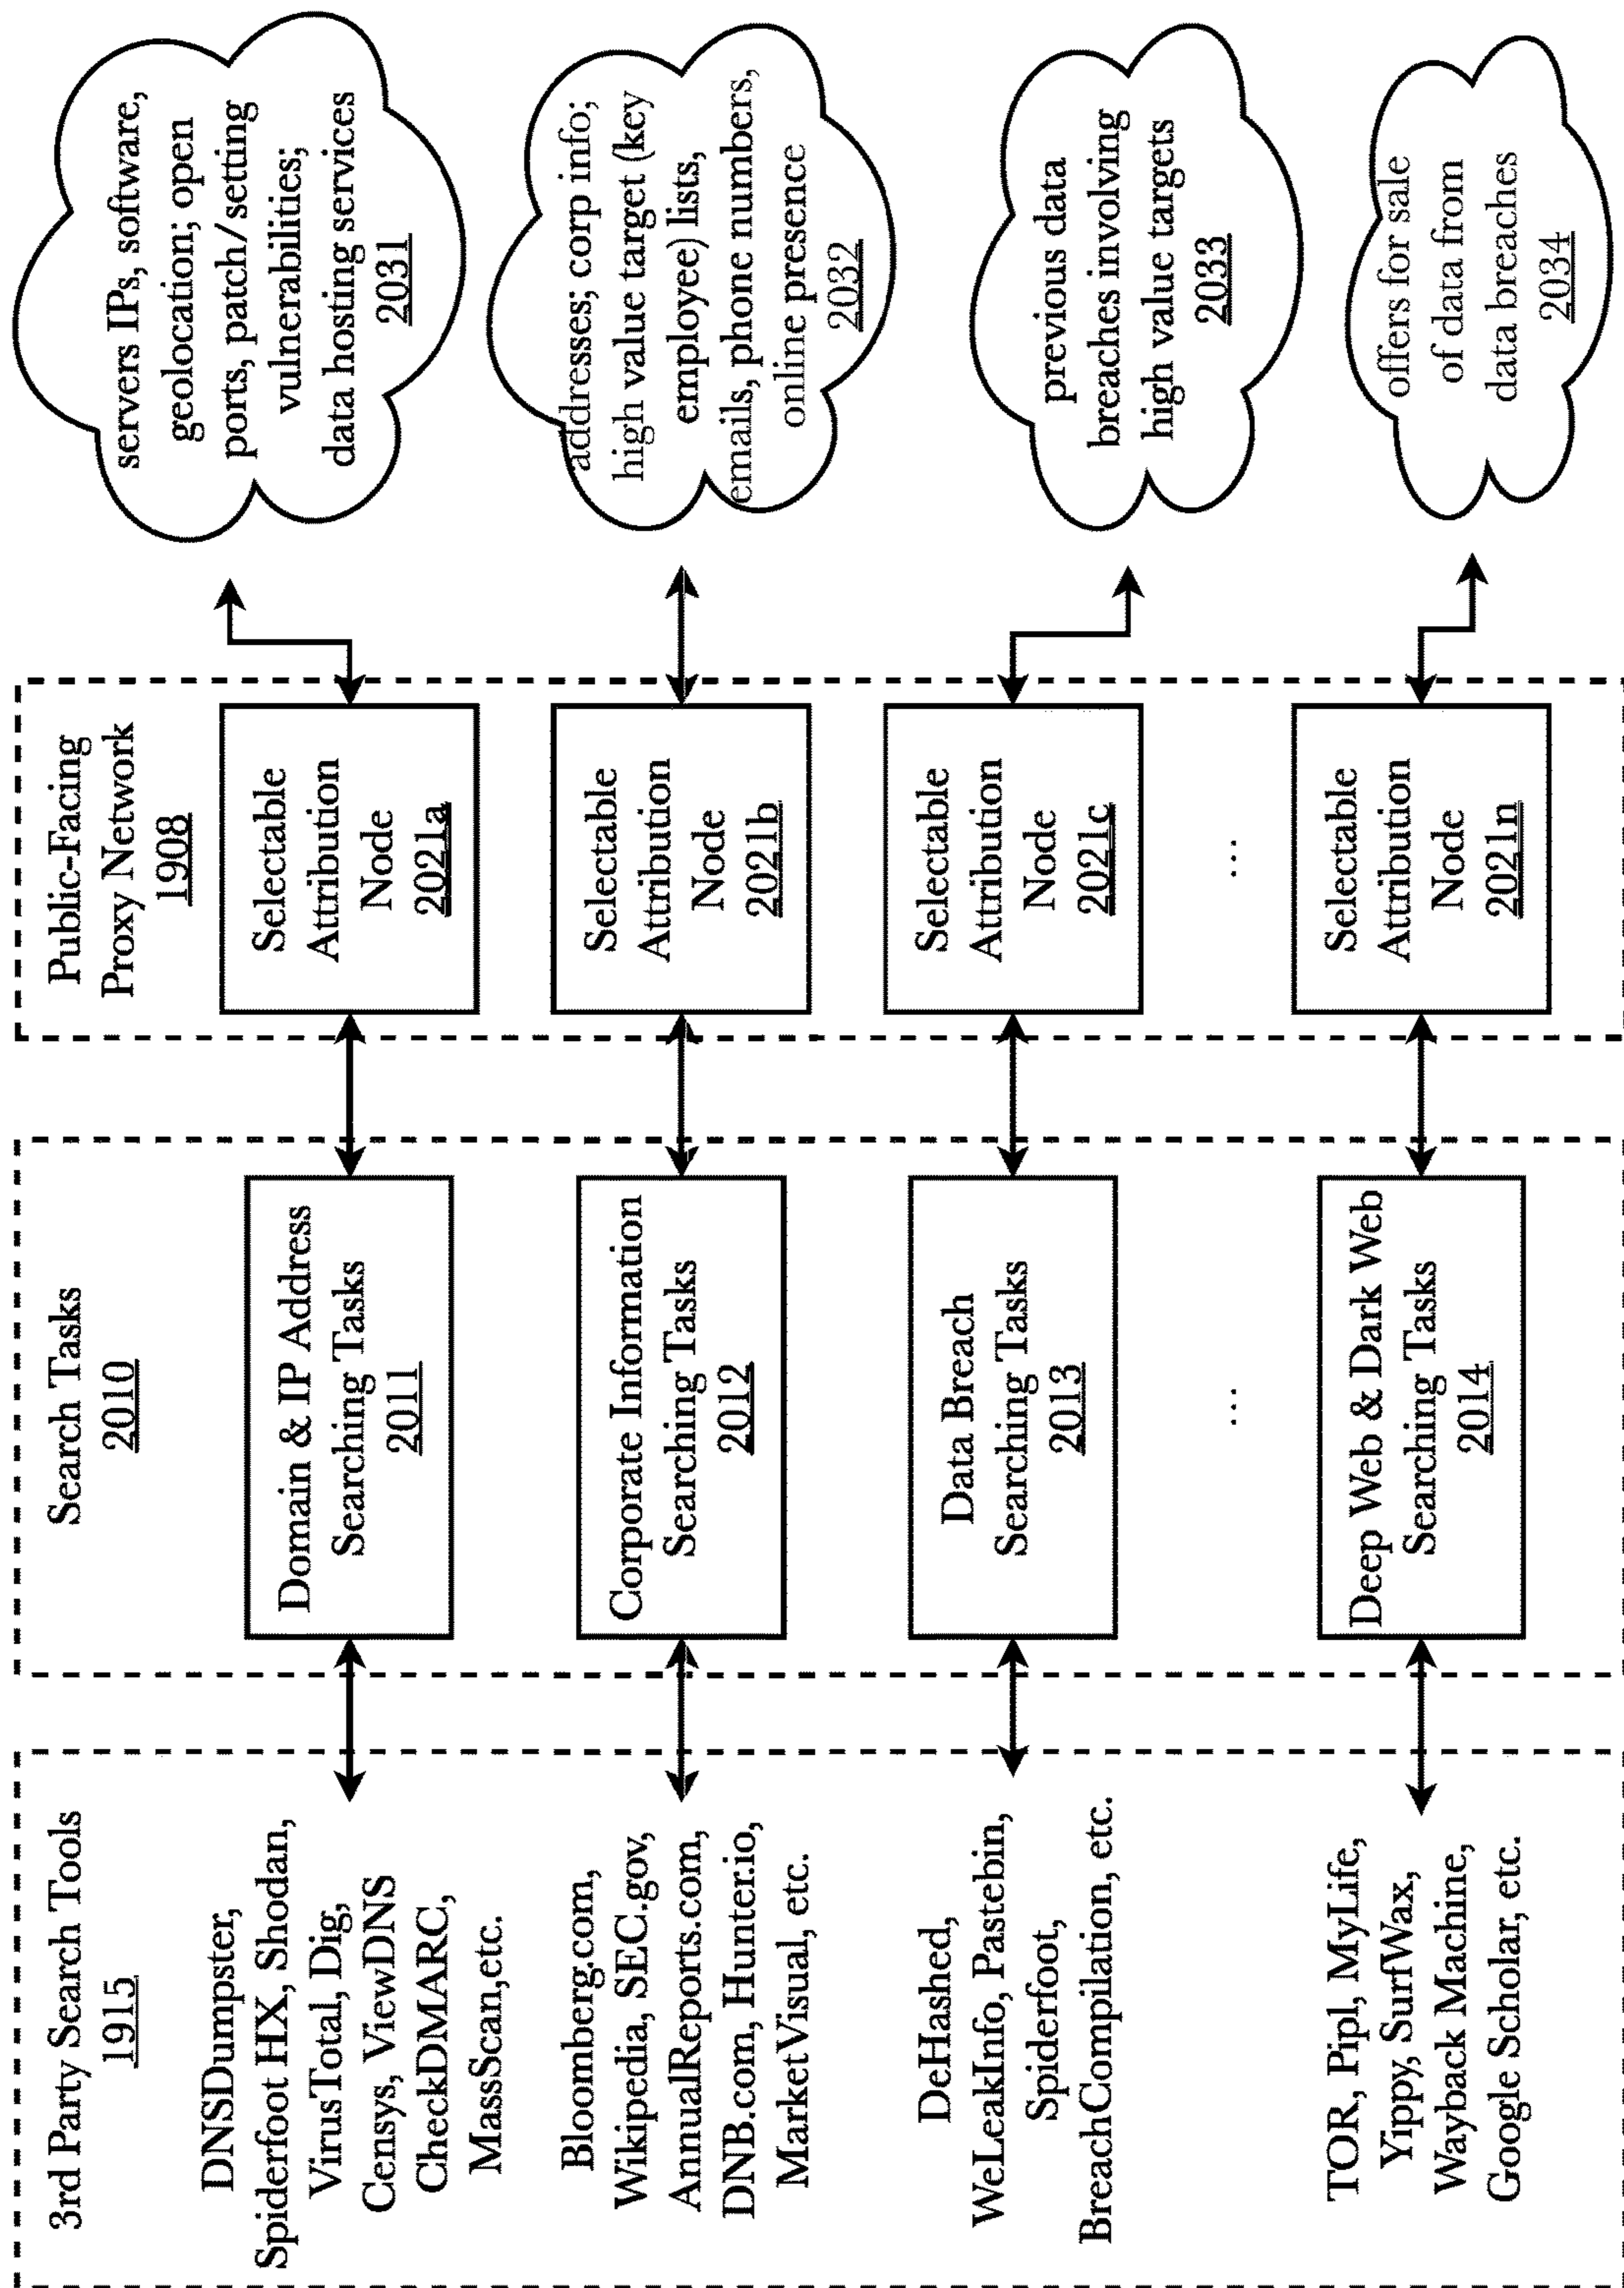 3rd Party Search Tools
1915
DNSDumpster,
Spiderfoot HX, Shodan,
VirusTotal, Dig,
Censys, ViewDNS
CheckDMARC,
MassScan,etc.
Bloomberg.com,
Wikipedia, SEC.gov,
AnnualReports.com,
DNB.com, Hunter.io,
MarketVisual, etc.
DeHashed,
WeLeakInfo, Pastebin,
Spiderfoot,
BreachCompilation, etc.
TOR, Pipl, MyLife,
Yippy, SurfWax,
Wayback Machine,
Google Scholar, etc.
Search Tasks
2010
Domain & IP Address
Searching Tasks
2011
Corporate Information
Searching Tasks
2012
Data Breach
Searching Tasks
2013
...
Deep Web & Dark Web
Searching Tasks
2014
Public-Facing
Proxy Network
1908
Selectable
Attribution
Node
2021a
Selectable
Attribution
Node
2021b
Selectable
Attribution
Node
2021c
...
Selectable
Attribution
Node
2021n
servers IPs, software,
geolocation; open
ports, patch/setting
vulnerabilities;
data hosting services
2031
addresses; corp info;
high value target (key
employee) lists,
emails, phone numbers,
online presence
2032
previous data
breaches involving
high value targets
2033
offers for sale
of data from
data breaches
2034